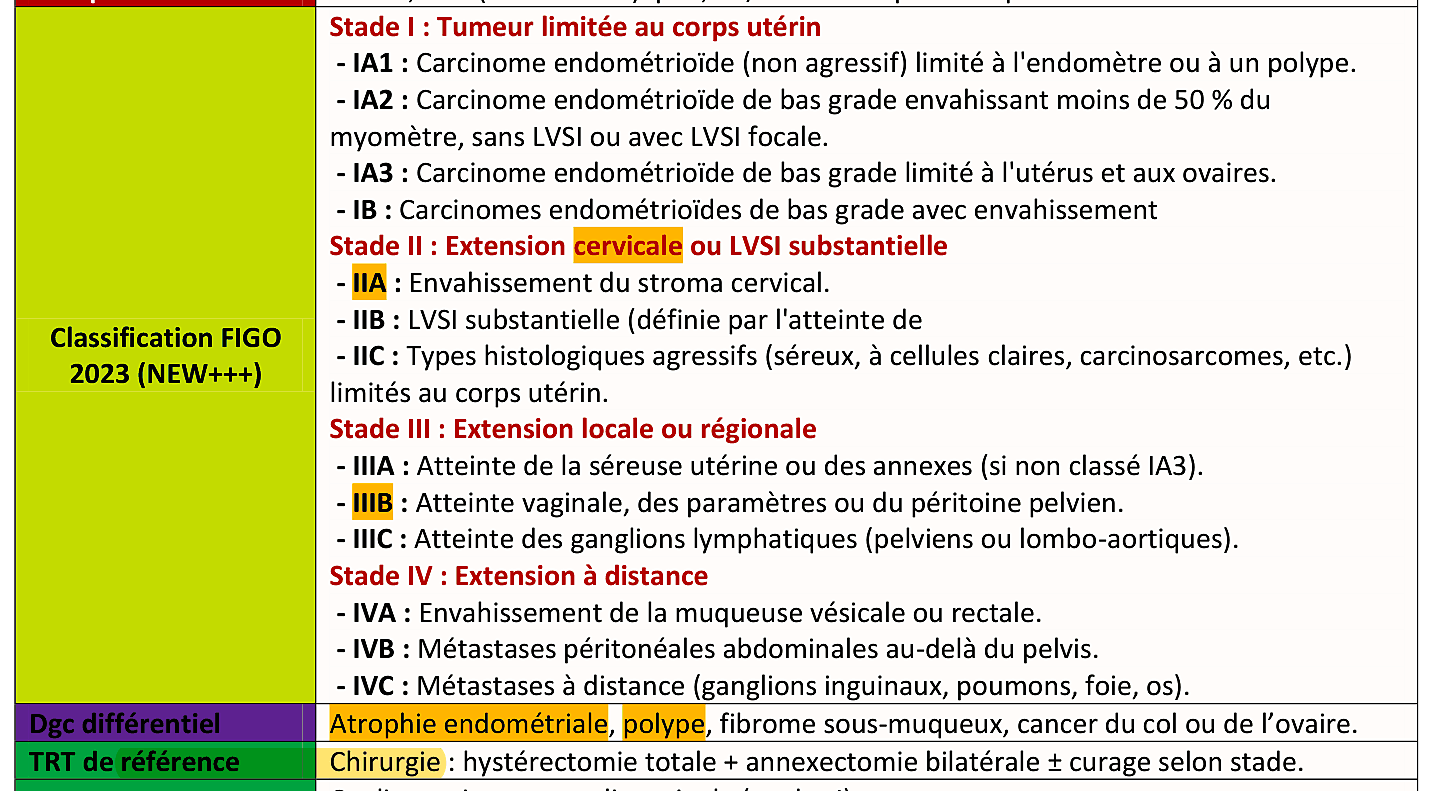 Stade I : Tumeur limitée au corps utérin
- IA1 : Carcinome endométrioïde (non agressif) limité à l'endomètre ou à un polype.
- IA2 : Carcinome endométrioïde de bas grade envahissant moins de 50 % du
myomètre, sans LVSI ou avec LVSI focale.
- IA3 : Carcinome endométrioïde de bas grade limité à l'utérus et aux ovaires.
- IB : Carcinomes endométrioïdes de bas grade avec envahissement
Stade II : Extension cervicale ou LVSI substantielle
- IIA : Envahissement du stroma cervical.
- IIB : LVSI substantielle (définie par l'atteinte de
- IIC : Types histologiques agressifs (séreux, à cellules claires, carcinosarcomes, etc.)
limités au corps utérin.
Stade III : Extension locale ou régionale
- IIIA : Atteinte de la séreuse utérine ou des annexes (si non classé IA3).
- IIIB : Atteinte vaginale, des paramètres ou du péritoine pelvien.
- IIIC : Atteinte des ganglions lymphatiques (pelviens ou lombo-aortiques).
Stade IV : Extension à distance
- IVA : Envahissement de la muqueuse vésicale ou rectale.
- IVB : Métastases péritonéales abdominales au-delà du pelvis.
- IVC : Métastases à distance (ganglions inguinaux, poumons, foie, os).
Classification FIGO
2023 (NEW+++)
Dgc différentiel
Atrophie endométriale, polype, fibrome sous-muqueux, cancer du col ou de l’ovaire.
TRT de référence
Chirurgie : hystérectomie totale + annexectomie bilatérale ± curage selon stade.